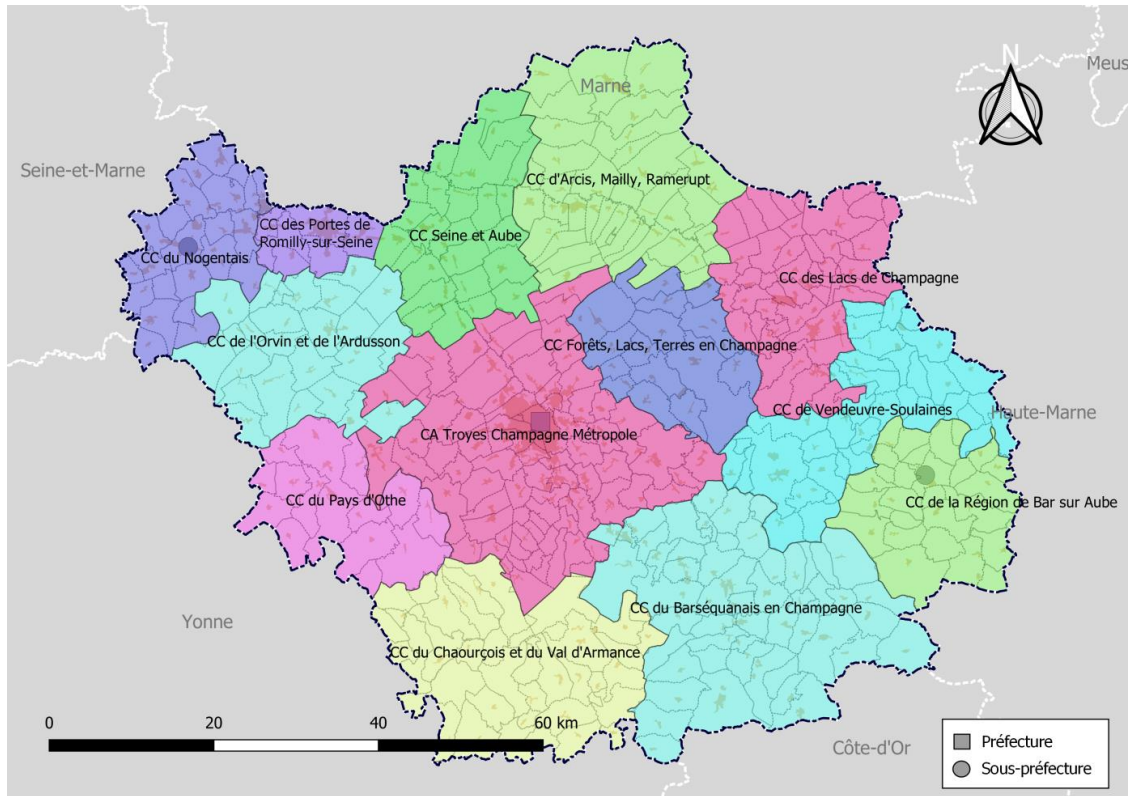 N
Marne
Meus
Seine-et-Marne
CC d'Arcis, Mailly, Ramerupt
CC des Portes de
Romilly-sur-Seine
CC Seine et Aube
CC du Nogentais
CC des Lacs de Champagne
CC de l'Orvin et de l'Ardusson
CC Forêts, Lacs, Terres en Champagne
CC de Vendeuvre-Soulaines
Haute-Marne
CA Troyes Champagne Métropole
CC du Pays d'Othe
CC de la Région de Bar sur Aube
CC du Barséquanais en Champagne
Yonne
CC du Chaourçois et du Val d'Armance
0 20 40 60 km
Côte-d'Or
Préfecture
Sous-préfecture